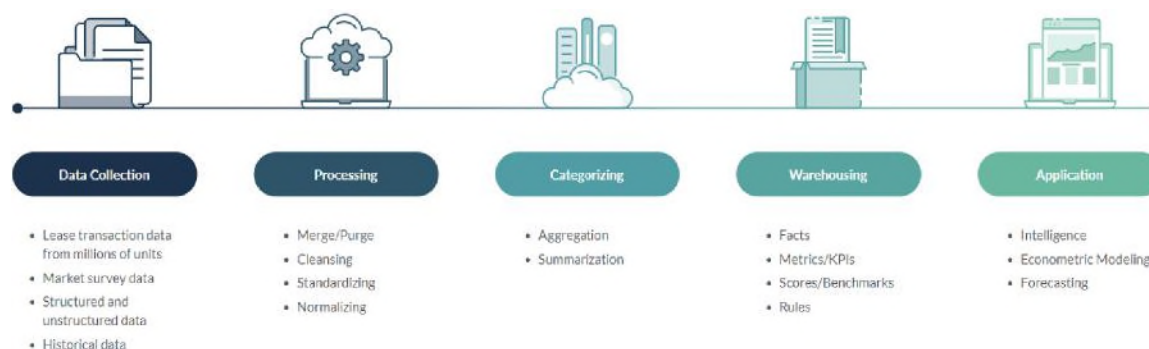 Data Collection
Processing
Categorizing
Warehousing
Application
• Lease transaction data
from millions of units
• Market survey data
• Structured and
unstructured data
• Historical data
• Merge/Purge
• Cleansing
• Standardizing
• Normalizing
• Aggregation
• Summarization
• Facts
• Metrics/KPIs
• Scores/Benchmarks
• Rules
• Intelligence
• Econometric Modeling
• Forecasting